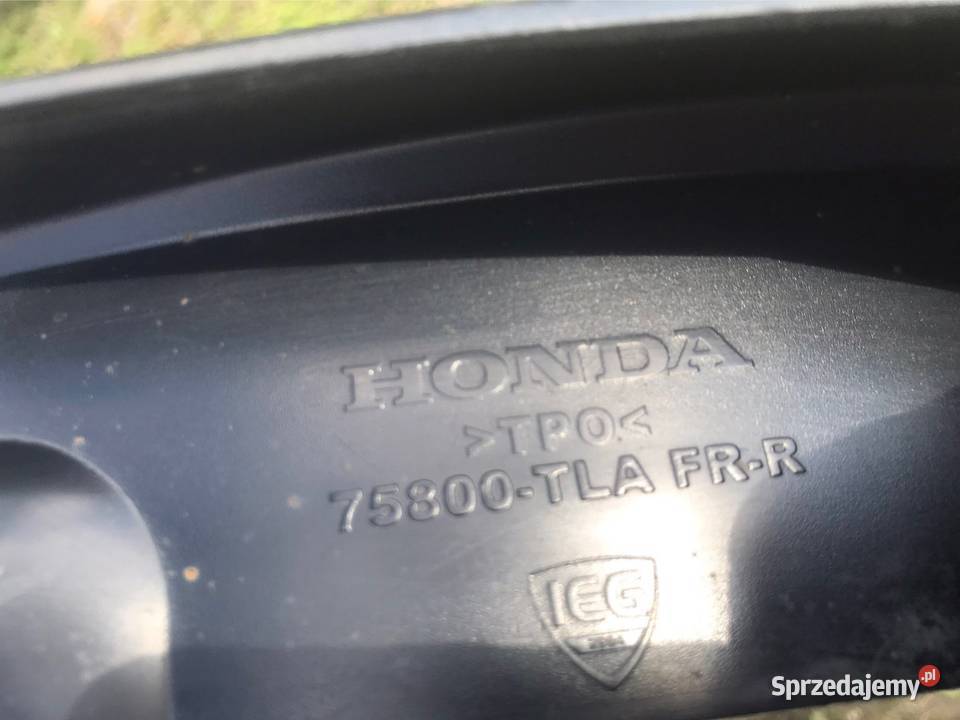 HONDA
>TPO<
75800-TLA FR-R
IEG
Sprzedajemy.pl